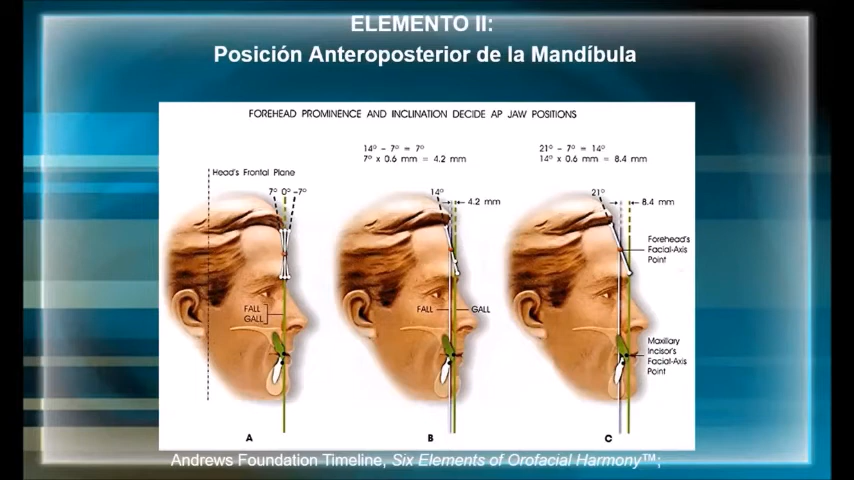 ELEMENTO II:
Posición Anteroposterior de la Mandíbula
FOREHEAD PROMINENCE AND INCLINATION DECIDE AP JAW POSITIONS
14° – 7° = 7°
7° x 0.6 mm = 4.2 mm
21° – 7° = 14°
14° x 0.6 mm = 8.4 mm
Head's Frontal Plane
7° 0° –7°
14°
4.2 mm
21°
8.4 mm
Forehead's
Facial-Axis
Point
FALL
GALL
FALL
GALL
Maxillary
Incisor's
Facial-Axis
Point
A
B
C
Andrews Foundation Timeline, Six Elements of Orofacial Harmony™;